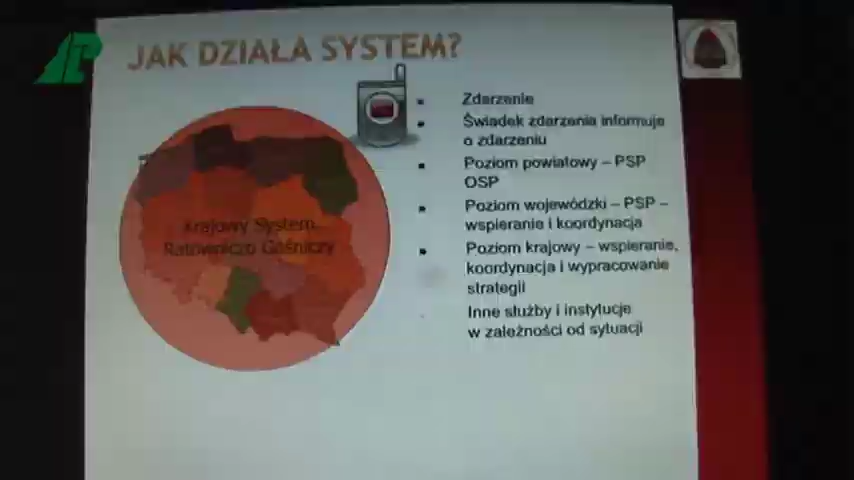 JAK DZIAŁA SYSTEM?
Zdarzenie
Świadek zdarzenia informuje
o zdarzeniu
Poziom powiatowy – PSP
OSP
Poziom wojewódzki – PSP –
wspieranie i koordynacja
Poziom krajowy – wspieranie,
koordynacja i wypracowanie
strategii
Inne służby i instytucje
w zależności od sytuacji
Krajowy System
Ratowniczo Gaśniczy